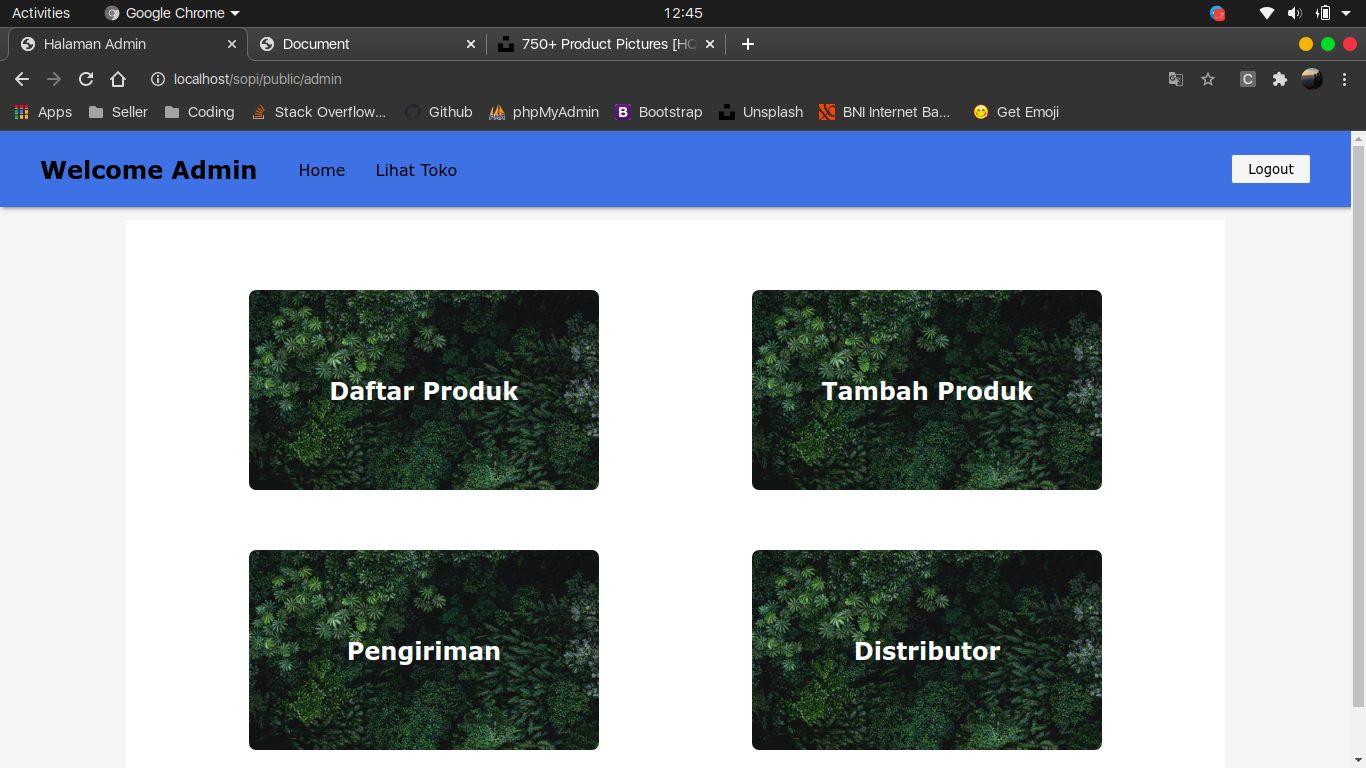 Activities Google Chrome 12:45
Halaman Admin Document 750+ Product Pictures [HQ
localhost/sopi/public/admin
Apps Seller Coding Stack Overflow... Github phpMyAdmin B Bootstrap Unsplash BNI Internet Ba... Get Emoji
Welcome Admin Home Lihat Toko Logout
Daftar Produk Tambah Produk
Pengiriman Distributor